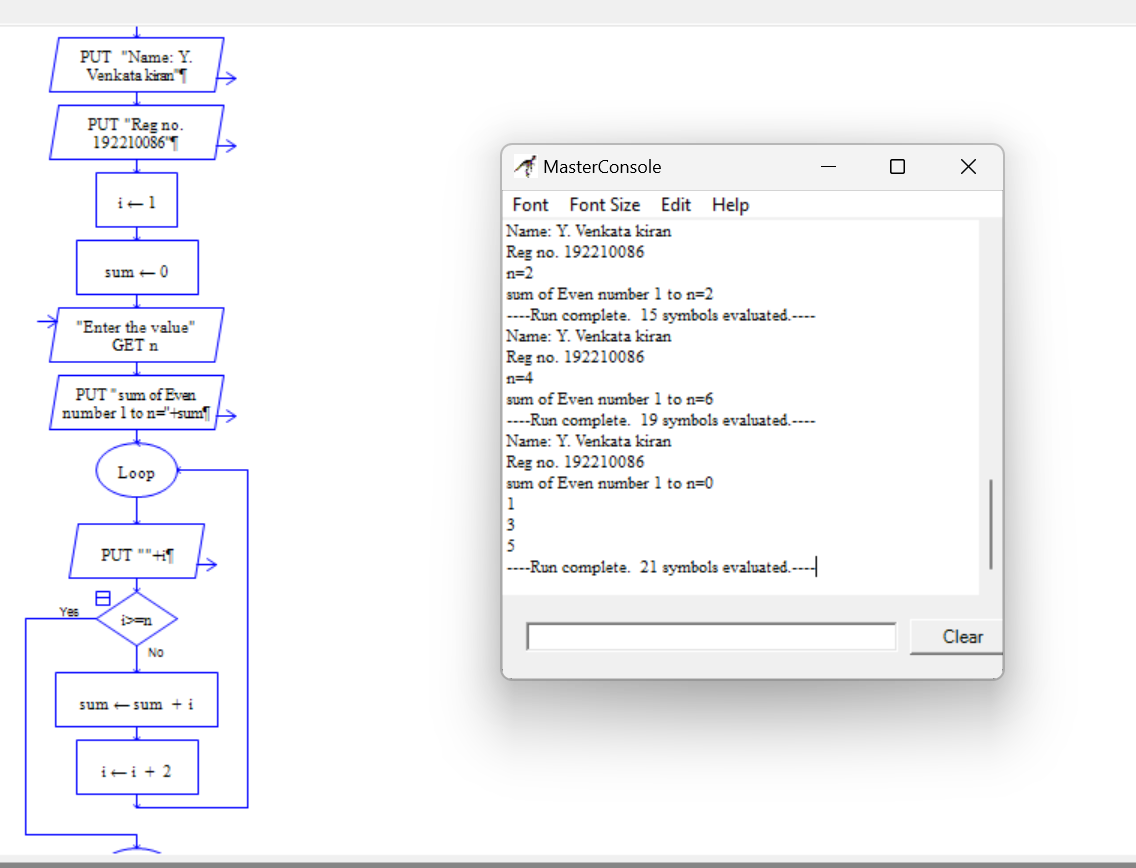 PUT "Name: Y.
Venkata kiran"¶
PUT "Reg no.
192210086"¶
i ← 1
sum ← 0
"Enter the value"
GET n
PUT "sum of Even
number 1 to n="+sum¶
Loop
PUT ""+i¶
Yes
i>=n
No
sum ← sum + i
i ← i + 2
MasterConsole
Font Font Size Edit Help
Name: Y. Venkata kiran
Reg no. 192210086
n=2
sum of Even number 1 to n=2
----Run complete. 15 symbols evaluated.----
Name: Y. Venkata kiran
Reg no. 192210086
n=4
sum of Even number 1 to n=6
----Run complete. 19 symbols evaluated.----
Name: Y. Venkata kiran
Reg no. 192210086
sum of Even number 1 to n=0
1
3
5
----Run complete. 21 symbols evaluated.----
Clear